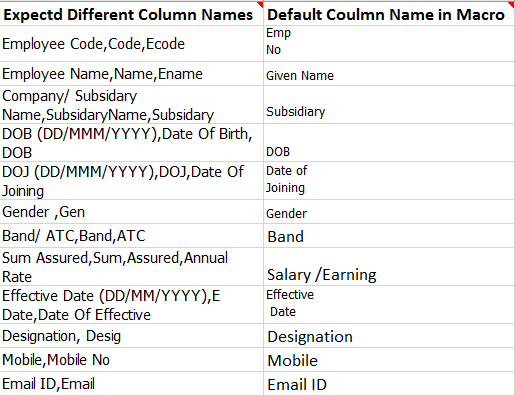 Expectd Different Column Names
Default Coulmn Name in Macro
Employee Code,Code,Ecode
Emp
No
Employee Name,Name,Ename
Given Name
Company/ Subsidary
Name,SubsidaryName,Subsidary
Subsidiary
DOB (DD/MMM/YYYY),Date Of Birth,
DOB
DOB
DOJ (DD/MMM/YYYY),DOJ,Date Of
Joining
Date of
Joining
Gender ,Gen
Gender
Band/ ATC,Band,ATC
Band
Sum Assured,Sum,Assured,Annual
Rate
Salary /Earning
Effective Date (DD/MM/YYYY),E
Date,Date Of Effective
Effective
Date
Designation, Desig
Designation
Mobile,Mobile No
Mobile
Email ID,Email
Email ID